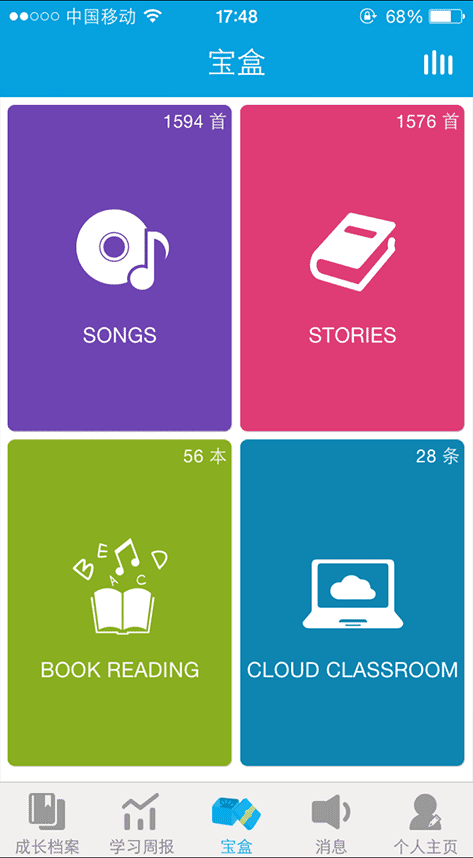 中国移动 17:48 68%
宝盒
1594 首
1576 首
SONGS
STORIES
56 本
28 条
B E D
A C
BOOK READING
CLOUD CLASSROOM
成长档案
学习周报
宝盒
消息
个人主页